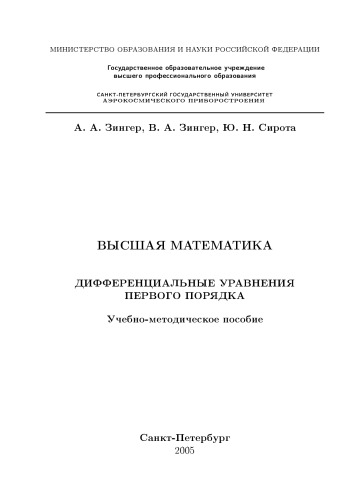 МИНИСТЕРСТВО ОБРАЗОВАНИЯ И НАУКИ РОССИЙСКОЙ ФЕДЕРАЦИИ
Государственное образовательное учреждение
высшего профессионального образования
САНКТ-ПЕТЕРБУРГСКИЙ ГОСУДАРСТВЕННЫЙ УНИВЕРСИТЕТ
АЭРОКОСМИЧЕСКОГО ПРИБОРОСТРОЕНИЯ
А. А. Зингер, В. А. Зингер, Ю. Н. Сирота
ВЫСШАЯ МАТЕМАТИКА
ДИФФЕРЕНЦИАЛЬНЫЕ УРАВНЕНИЯ
ПЕРВОГО ПОРЯДКА
Учебно-методическое пособие
Санкт-Петербург
2005